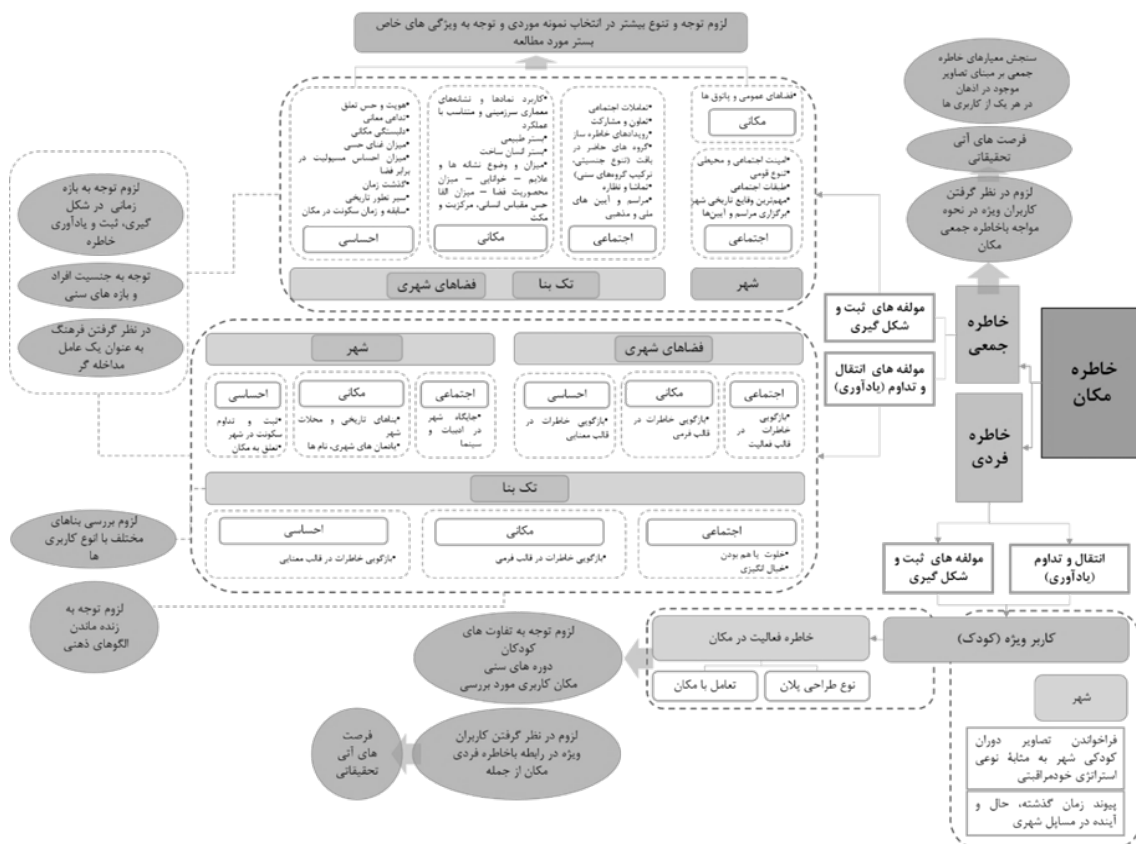 لزوم توجه و تنوع بیشتر در انتخاب نمونه موردی و توجه به ویژگی های خاص
بستر مورد مطالعه
سنجش معیارهای خاطره
جمعی بر مبنای تصاویر
موجود در اذهان
در هر یک از کاربری ها
فرصت های آتی
تحقیقاتی
لزوم در نظر گرفتن
کاربران ویژه در نحوه
مواجه باخاطره جمعی
مکان
خاطره
مکان
خاطره
جمعی
خاطره
فردی
مولفه های ثبت و
شکل گیری
مولفه های انتقال
و تداوم (یادآوری)
•فضاهای عمومی و پاتوق ها
مکانی
•امنیت اجتماعی و محیطی
•تنوع قومی
•طبقات اجتماعی
•مهم‌ترین وقایع تاریخی شهر
•برگزاری مراسم و آیین‌ها
اجتماعی
شهر
•تعاملات اجتماعی
•تعاون و مشارکت
•رویدادهای خاطره ساز
•گروه های حاضر در
بافت (تنوع جنسیتی،
ترکیب گروه‌های سنی)
•تماشا و نظاره
•مراسم و آیین های
ملی و مذهبی
اجتماعی
•کاربرد نمادها و نشانه‌های
معماری سرزمینی و متناسب با
عملکرد
•بستر طبیعی
•بستر انسان ساخت
•میزان و وضوح نشانه ها و
علایم – خوانایی – میزان
محصوریت فضا – میزان القا
حس مقیاس انسانی، مرکزیت و
مکث
مکانی
•هویت و حس تعلق
•تداعی معانی
•دلبستگی مکانی
•میزان غنای حسی
•میزان احساس مسولیت در
برابر فضا
•گذشت زمان
•سیر تطور تاریخی
•سابقه و زمان سکونت در مکان
احساسی
تک بنا
فضاهای شهری
لزوم توجه به بازه
زمانی در شکل
گیری، ثبت و یادآوری
خاطره
توجه به جنسیت افراد
و بازه های سنی
در نظر گرفتن فرهنگ
به عنوان یک عامل
مداخله گر
فضاهای شهری
اجتماعی
•بازگویی
خاطرات در
قالب فعالیت
مکانی
•بازگویی خاطرات در
قالب فرمی
احساسی
•بازگویی خاطرات در
قالب معنایی
شهر
اجتماعی
•جایگاه شهر
در ادبیات و
سینما
مکانی
•بناهای تاریخی و محلات
شهر
•یادمان های شهری، نام ها
احساسی
•ثبت و تداوم
سکونت در شهر
•تعلق به مکان
تک بنا
اجتماعی
•خلوت یا هم بودن
•خیال انگیزی
مکانی
•بازگویی خاطرات در قالب فرمی
احساسی
•بازگویی خاطرات در قالب معنایی
لزوم بررسی بناهای
مختلف با انوع کاربری
ها
لزوم توجه به
زنده ماندن
الگوهای ذهنی
انتقال و تداوم
(یادآوری)
مولفه های ثبت و
شکل گیری
کاربر ویژه (کودک)
خاطره فعالیت در مکان
نوع طراحی پلان
تعامل با مکان
لزوم توجه به تفاوت های
کودکان
دوره های سنی
مکان کاربری مورد بررسی
لزوم در نظر گرفتن کاربران
ویژه در رابطه باخاطره فردی
مکان از جمله
فرصت
های آتی
تحقیقاتی
شهر
فراخواندن تصاویر دوران
کودکی شهر به مثابهٔ نوعی
استراتژی خودمراقبتی
پیوند زمان گذشته، حال و
آینده در مسایل شهری